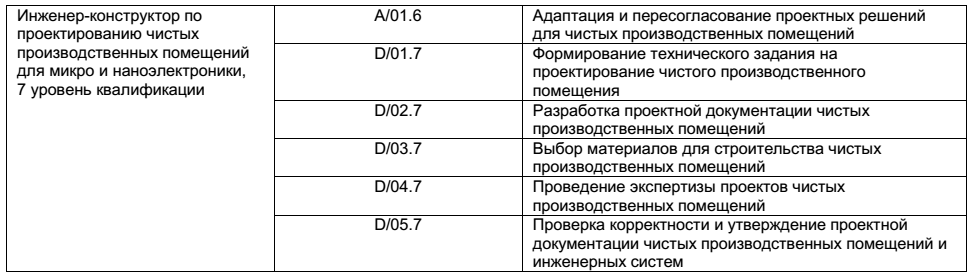 Инженер-конструктор по
проектированию чистых
производственных помещений
для микро и наноэлектроники,
7 уровень квалификации
A/01.6
Адаптация и пересогласование проектных решений
для чистых производственных помещений
D/01.7
Формирование технического задания на
проектирование чистого производственного
помещения
D/02.7
Разработка проектной документации чистых
производственных помещений
D/03.7
Выбор материалов для строительства чистых
производственных помещений
D/04.7
Проведение экспертизы проектов чистых
производственных помещений
D/05.7
Проверка корректности и утверждение проектной
документации чистых производственных помещений и
инженерных систем